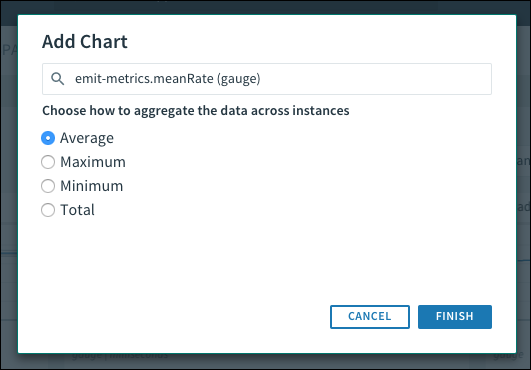 Add Chart
emit-metrics.meanRate (gauge)
Choose how to aggregate the data across instances
Average
Maximum
Minimum
Total
CANCEL
FINISH